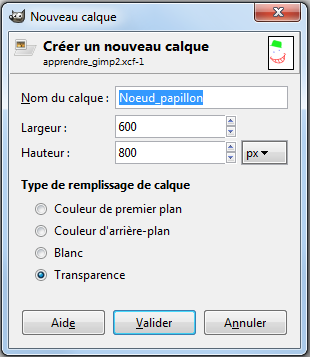 Nouveau calque
Créer un nouveau calque
apprendre_gimp2.xcf-1
Nom du calque : Noeud_papillon
Largeur : 600
Hauteur : 800 px
Type de remplissage de calque
Couleur de premier plan
Couleur d'arrière-plan
Blanc
Transparence
Aide Valider Annuler